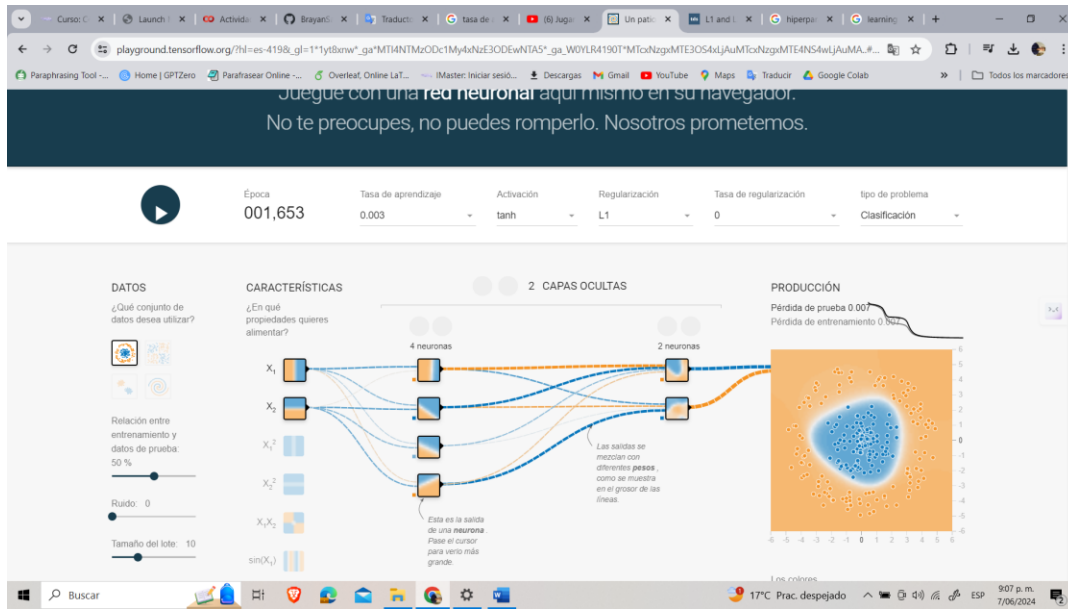 Curso: C
Launch
Activida
BrayanS
Traducto
tasa de
(6) Jugar
Un patio
L1 and L
hiperpa
learning
playground.tensorflow.org/?hl=es-419&_gl=1*1yt8xnw*_ga*MTI4NTMzODc1My4xNzE3ODEwNTA5*_ga_W0YLR4190T*MTcxNzgxMTE3OS4xLjAuMTcxNzgxMTE4NS4wLjAuMA..#...
Paraphrasing Tool -...
Home | GPTZero
Parafrasear Online -...
Overleaf, Online LaT...
IMaster: Iniciar sesió...
Descargas
Gmail
YouTube
Maps
Traducir
Google Colab
»
Todos los marcadores
Juegue con una red neuronal aquí mismo en su navegador.
No te preocupes, no puedes romperlo. Nosotros prometemos.
Época
001,653
Tasa de aprendizaje
0.003
Activación
tanh
Regularización
L1
Tasa de regularización
0
tipo de problema
Clasificación
DATOS
¿Qué conjunto de
datos desea utilizar?
Relación entre
entrenamiento y
datos de prueba:
50 %
Ruido: 0
Tamaño del lote: 10
CARACTERÍSTICAS
¿En qué
propiedades quieres
alimentar?
X₁
X₂
X₁²
X₂²
X₁X₂
sin(X₁)
2 CAPAS OCULTAS
4 neuronas
2 neuronas
Esta es la salida
de una neurona .
Pase el cursor
para verlo más
grande
Las salidas se
mezclan con
diferentes pesos ,
como se muestra
en el grosor de las
líneas.
PRODUCCIÓN
Pérdida de prueba 0.007
Pérdida de entrenamiento 0.007
6
5
4
3
2
1
0
-1
-2
-3
-4
-5
-6
-6 -5 -4 -3 -2 -1 0 1 2 3 4 5 6
Los colores
Buscar
17°C Prac. despejado
ESP
9:07 p. m.
7/06/2024
2